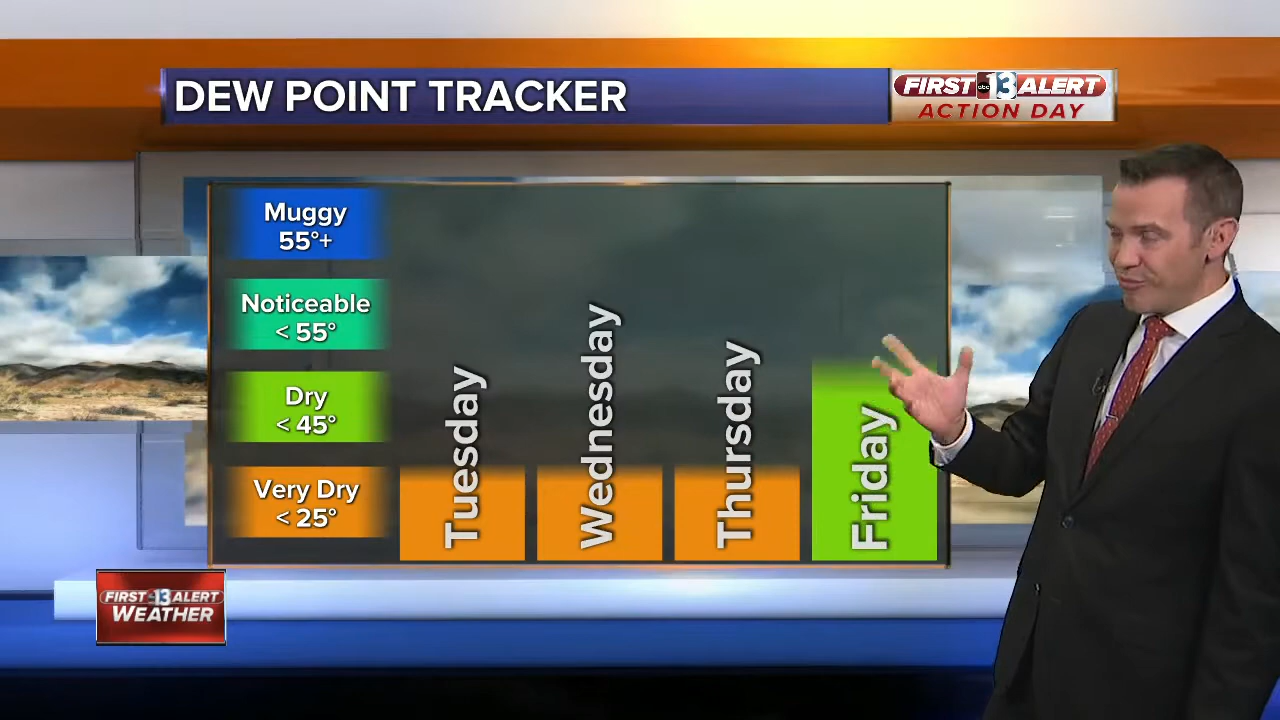 DEW POINT TRACKER
FIRST abc 13 ALERT
ACTION DAY
Muggy
55°+
Noticeable
< 55°
Dry
< 45°
Very Dry
< 25°
Tuesday
Wednesday
Thursday
Friday
FIRST 13 ALERT
WEATHER